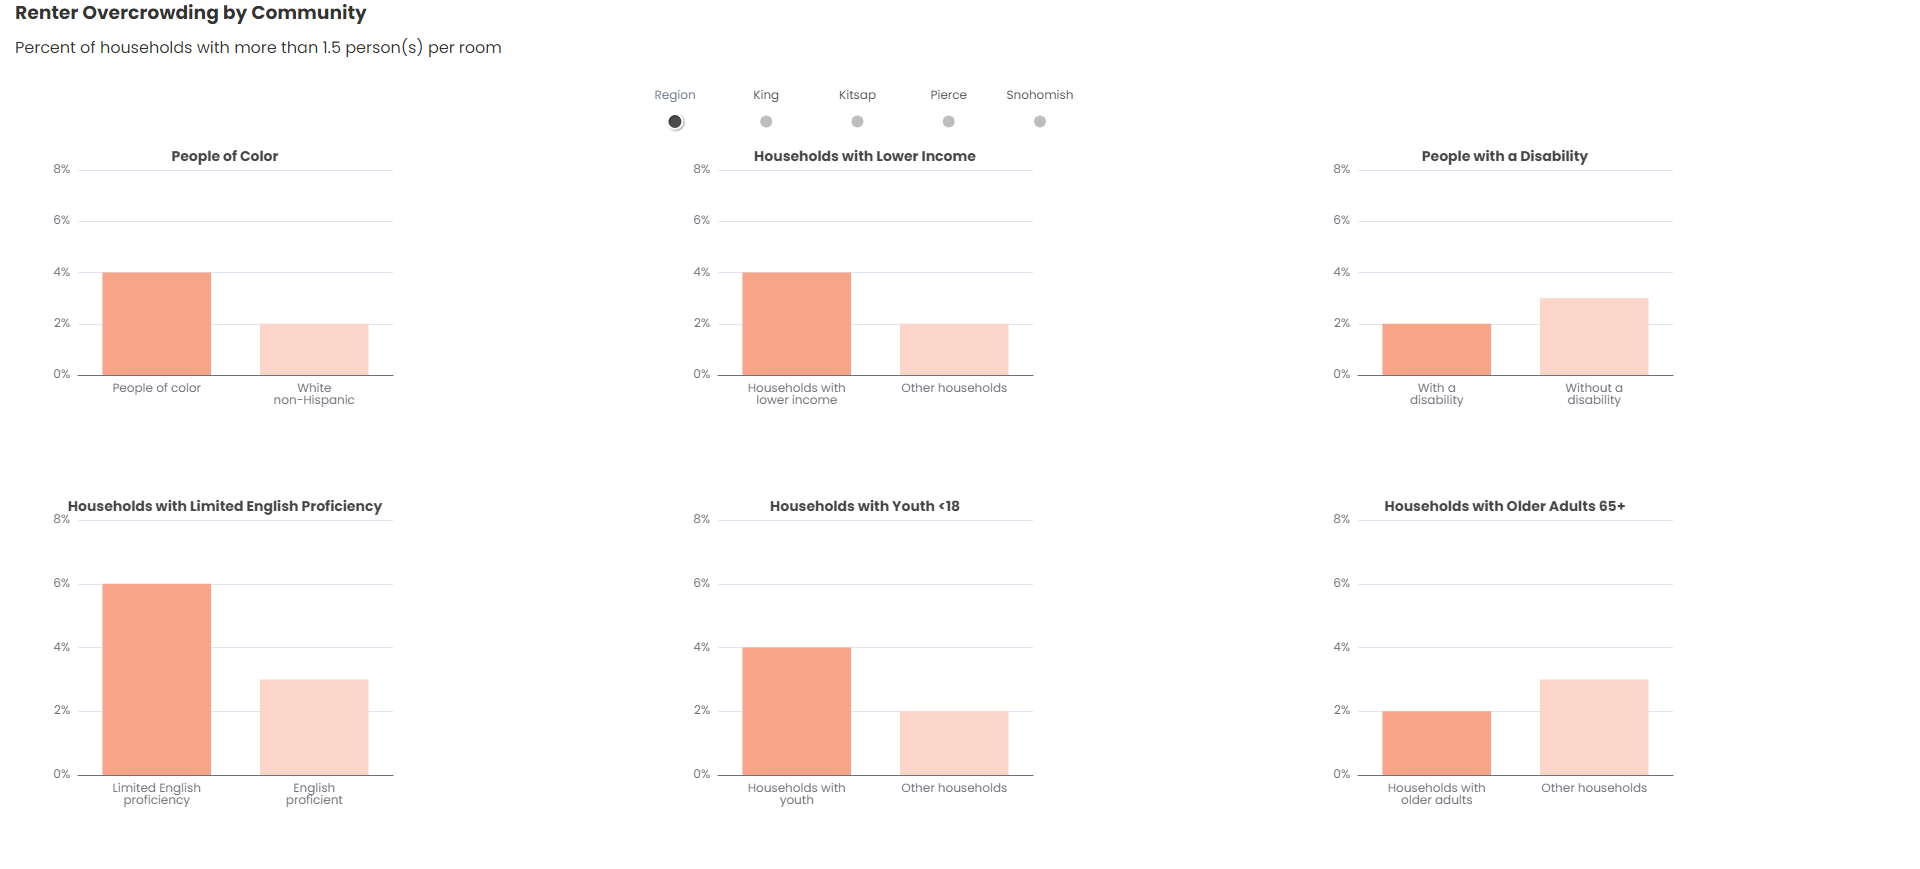 Renter Overcrowding by Community
Percent of households with more than 1.5 person(s) per room
Region King Kitsap Pierce Snohomish
People of Color
8%
6%
4%
2%
0%
People of color
White
non-Hispanic
Households with Lower Income
8%
6%
4%
2%
0%
Households with
lower income
Other households
People with a Disability
8%
6%
4%
2%
0%
With a
disability
Without a
disability
Households with Limited English Proficiency
8%
6%
4%
2%
0%
Limited English
proficiency
English
proficient
Households with Youth <18
8%
6%
4%
2%
0%
Households with
youth
Other households
Households with Older Adults 65+
8%
6%
4%
2%
0%
Households with
older adults
Other households